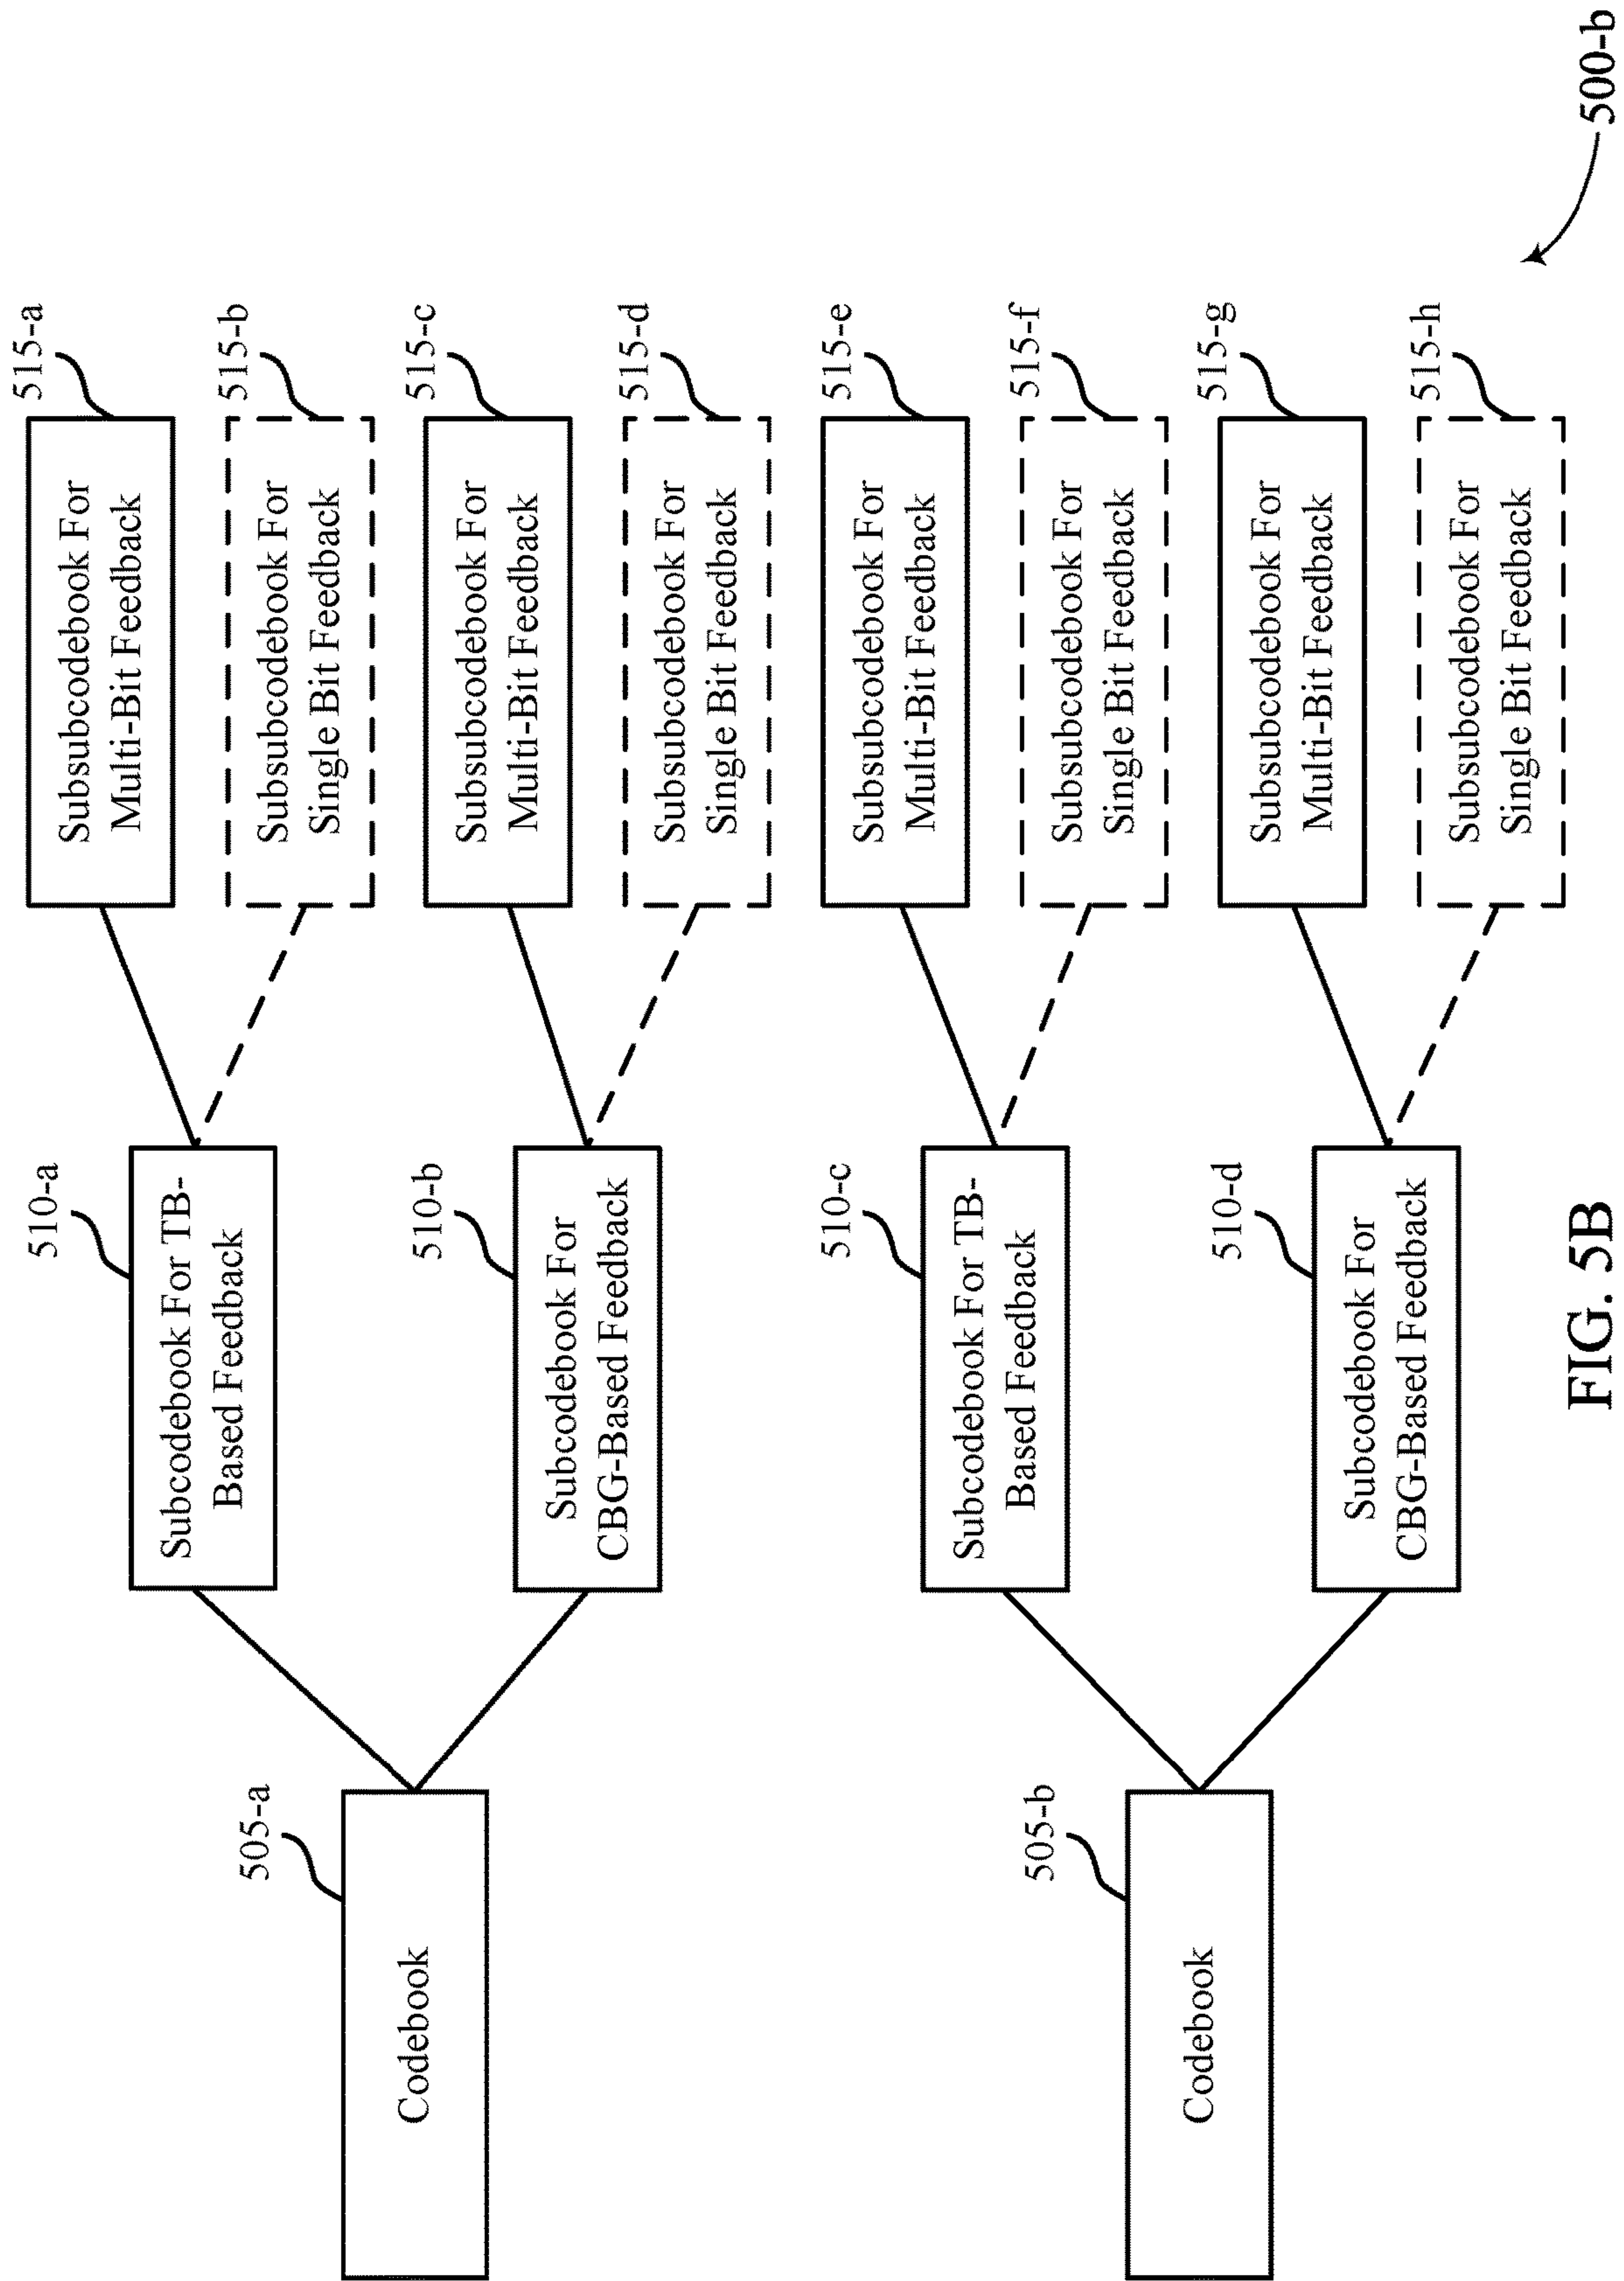 505-a
Codebook
505-b
Codebook
510-a
Subcodebook For TB-
Based Feedback
510-b
Subcodebook For
CBG-Based Feedback
510-c
Subcodebook For TB-
Based Feedback
510-d
Subcodebook For
CBG-Based Feedback
515-a
Subsubcodebook For
Multi-Bit Feedback
515-b
Subsubcodebook For
Single Bit Feedback
515-c
Subsubcodebook For
Multi-Bit Feedback
515-d
Subsubcodebook For
Single Bit Feedback
515-e
Subsubcodebook For
Multi-Bit Feedback
515-f
Subsubcodebook For
Single Bit Feedback
515-g
Subsubcodebook For
Multi-Bit Feedback
515-h
Subsubcodebook For
Single Bit Feedback
500-b
FIG. 5B